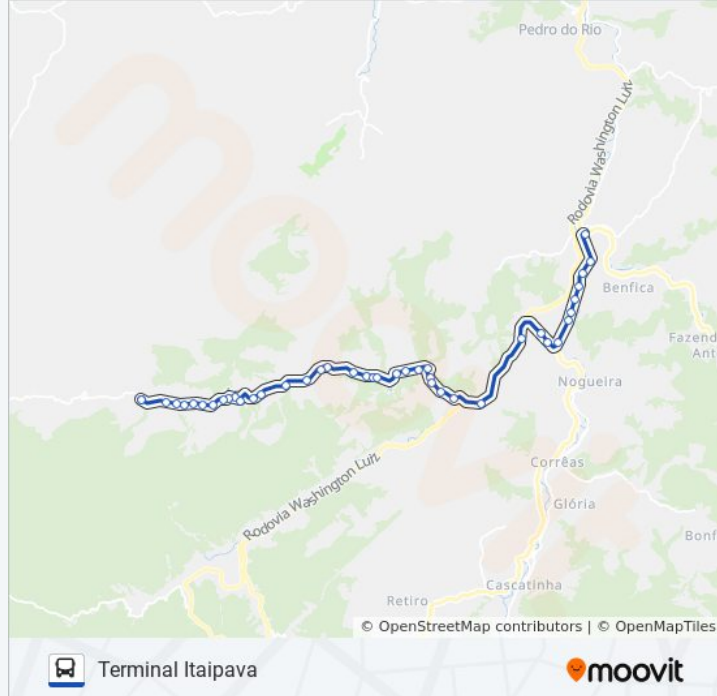 Pedro do Rio
Rodovia Washington Luiz
Benfica
Fazend
Ant
Nogueira
Rodovia Washington Luiz
Corrêas
Glória
Bonf
Cascatinha
Retiro
© OpenStreetMap contributors | © OpenMapTiles
Terminal Itaipava
moovit
moovit